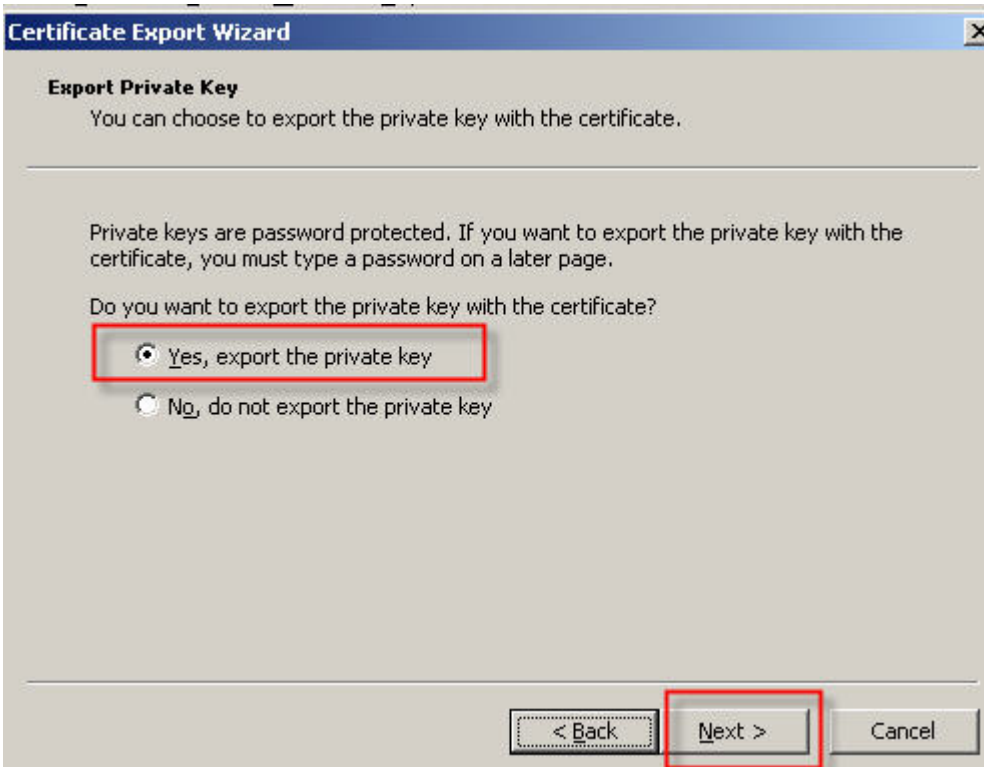 Certificate Export Wizard
Export Private Key
You can choose to export the private key with the certificate.
Private keys are password protected. If you want to export the private key with the
certificate, you must type a password on a later page.
Do you want to export the private key with the certificate?
Yes, export the private key
No, do not export the private key
< Back
Next >
Cancel